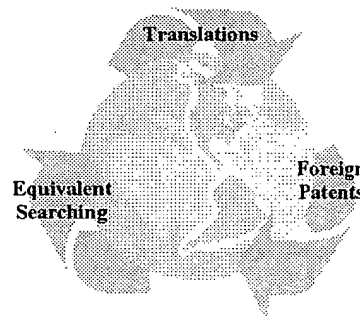 Translations
Equivalent
Searching
Foreign
Patents